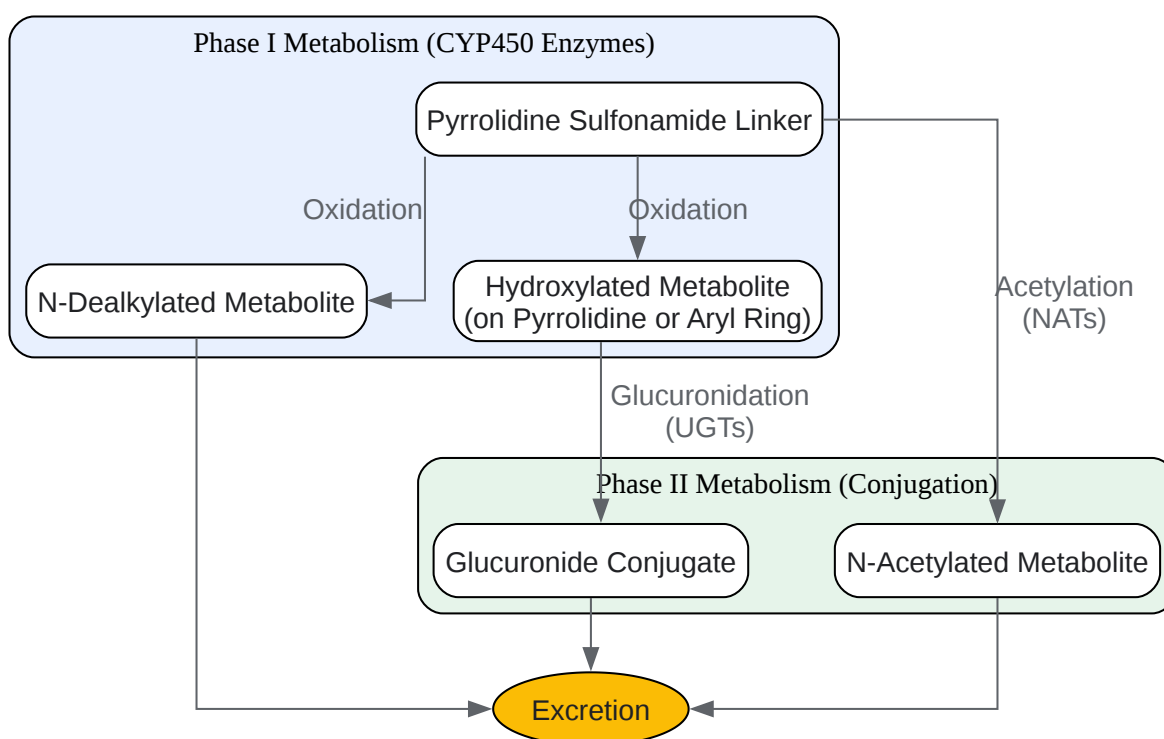 Phase I Metabolism (CYP450 Enzymes)
Pyrrolidine Sulfonamide Linker
Oxidation
Oxidation
N-Dealkylated Metabolite
Hydroxylated Metabolite
(on Pyrrolidine or Aryl Ring)
Acetylation
(NATs)
Glucuronidation
(UGTs)
Phase II Metabolism (Conjugation)
Glucuronide Conjugate
N-Acetylated Metabolite
Excretion